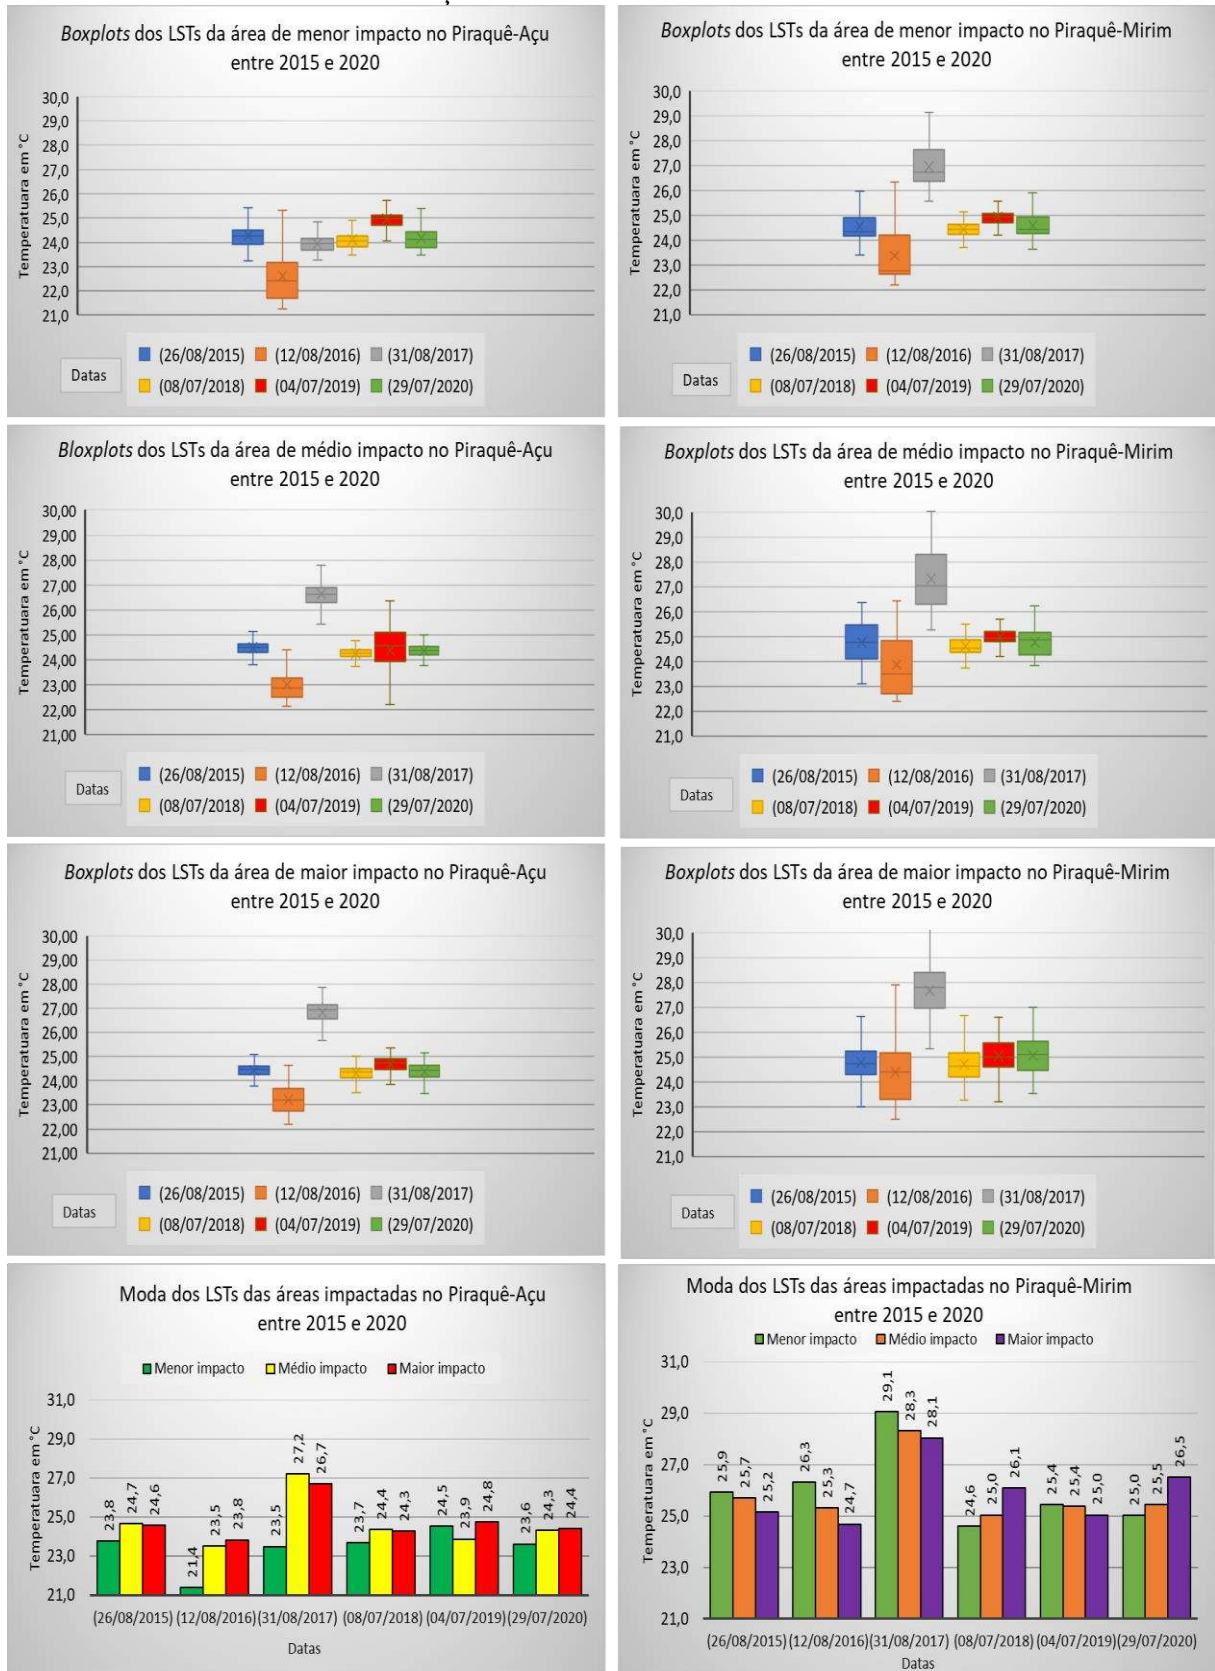 Boxplots dos LSTs da área de menor impacto no Piraquê-Açu
entre 2015 e 2020
Temperatuara em °C
30,0
29,0
28,0
27,0
26,0
25,0
24,0
23,0
22,0
21,0
Datas
(26/08/2015) (12/08/2016) (31/08/2017)
(08/07/2018) (04/07/2019) (29/07/2020)
Boxplots dos LSTs da área de menor impacto no Piraquê-Mirim
entre 2015 e 2020
Temperatuara em °C
30,0
29,0
28,0
27,0
26,0
25,0
24,0
23,0
22,0
21,0
Datas
(26/08/2015) (12/08/2016) (31/08/2017)
(08/07/2018) (04/07/2019) (29/07/2020)
Bloxplots dos LSTs da área de médio impacto no Piraquê-Açu
entre 2015 e 2020
Temperatuara em °C
30,00
29,00
28,00
27,00
26,00
25,00
24,00
23,00
22,00
21,00
Datas
(26/08/2015) (12/08/2016) (31/08/2017)
(08/07/2018) (04/07/2019) (29/07/2020)
Boxplots dos LSTs da área de médio impacto no Piraquê-Mirim
entre 2015 e 2020
Temperatuara em °C
30,0
29,0
28,0
27,0
26,0
25,0
24,0
23,0
22,0
21,0
Datas
(26/08/2015) (12/08/2016) (31/08/2017)
(08/07/2018) (04/07/2019) (29/07/2020)
Boxplots dos LSTs da área de maior impacto no Piraquê-Açu
entre 2015 e 2020
Temperatuara em °C
30,00
29,00
28,00
27,00
26,00
25,00
24,00
23,00
22,00
21,00
Datas
(26/08/2015) (12/08/2016) (31/08/2017)
(08/07/2018) (04/07/2019) (29/07/2020)
Boxplots dos LSTs da área de maior impacto no Piraquê-Mirim
entre 2015 e 2020
Temperatuara em °C
30,0
29,0
28,0
27,0
26,0
25,0
24,0
23,0
22,0
21,0
Datas
(26/08/2015) (12/08/2016) (31/08/2017)
(08/07/2018) (04/07/2019) (29/07/2020)
Moda dos LSTs das áreas impactadas no Piraquê-Açu
entre 2015 e 2020
Menor impacto Médio impacto Maior impacto
Temperatuara em °C
31,0
29,0
27,0
25,0
23,0
21,0
23,8 24,7 24,6 21,4 23,5 23,8 23,5 27,2 26,7 23,7 24,4 24,3 24,5 23,9 24,8 23,6 24,3 24,4
(26/08/2015)(12/08/2016)(31/08/2017)(08/07/2018)(04/07/2019)(29/07/2020)
Datas
Moda dos LSTs das áreas impactadas no Piraquê-Mirim
entre 2015 e 2020
Menor impacto Médio impacto Maior impacto
Temperatuara em °C
31,0
29,0
27,0
25,0
23,0
21,0
25,9 25,7 25,2 26,3 25,3 24,7 29,1 28,3 28,1 24,6 25,0 26,1 25,4 25,4 25,0 25,0 25,5 26,5
(26/08/2015)(12/08/2016)(31/08/2017)(08/07/2018)(04/07/2019)(29/07/2020)
Datas